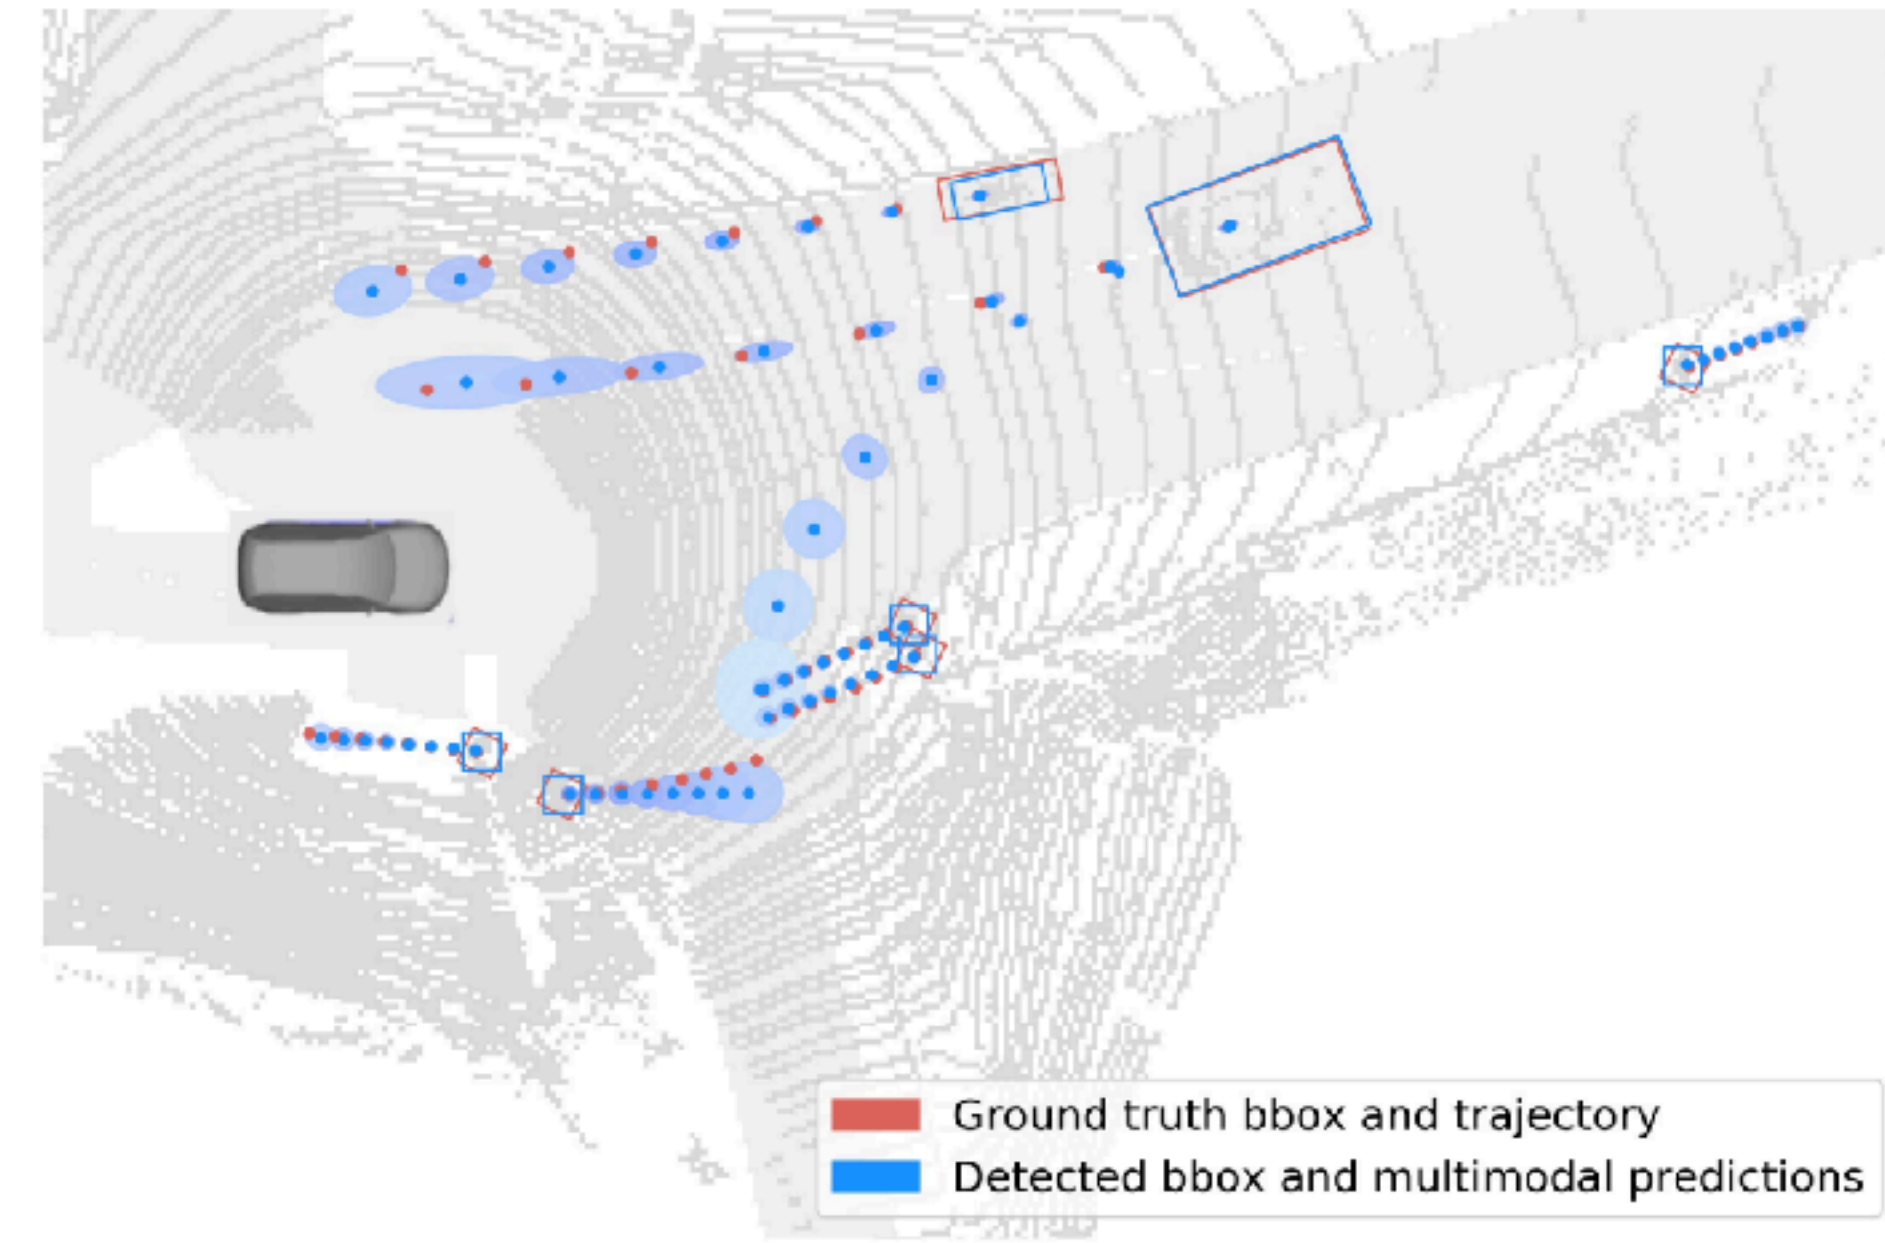 Ground truth bbox and trajectory
Detected bbox and multimodal predictions